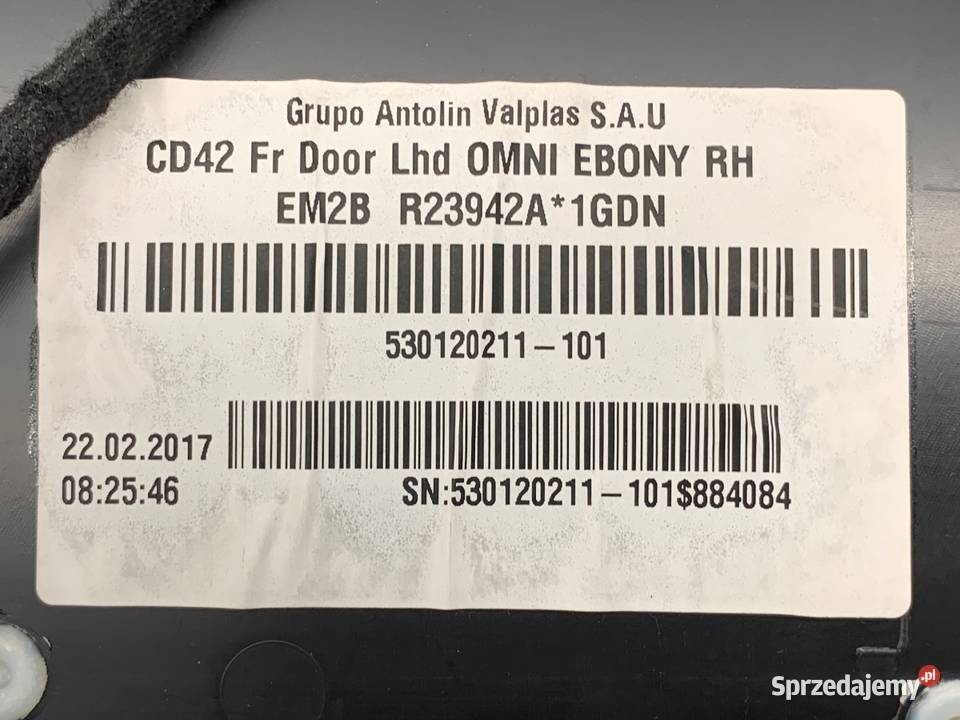 Grupo Antolin Valplas S.A.U
CD42 Fr Door Lhd OMNI EBONY RH
EM2B R23942A*1GDN
530120211-101
22.02.2017
08:25:46
SN:530120211-101$884084
Sprzedajemy.pl